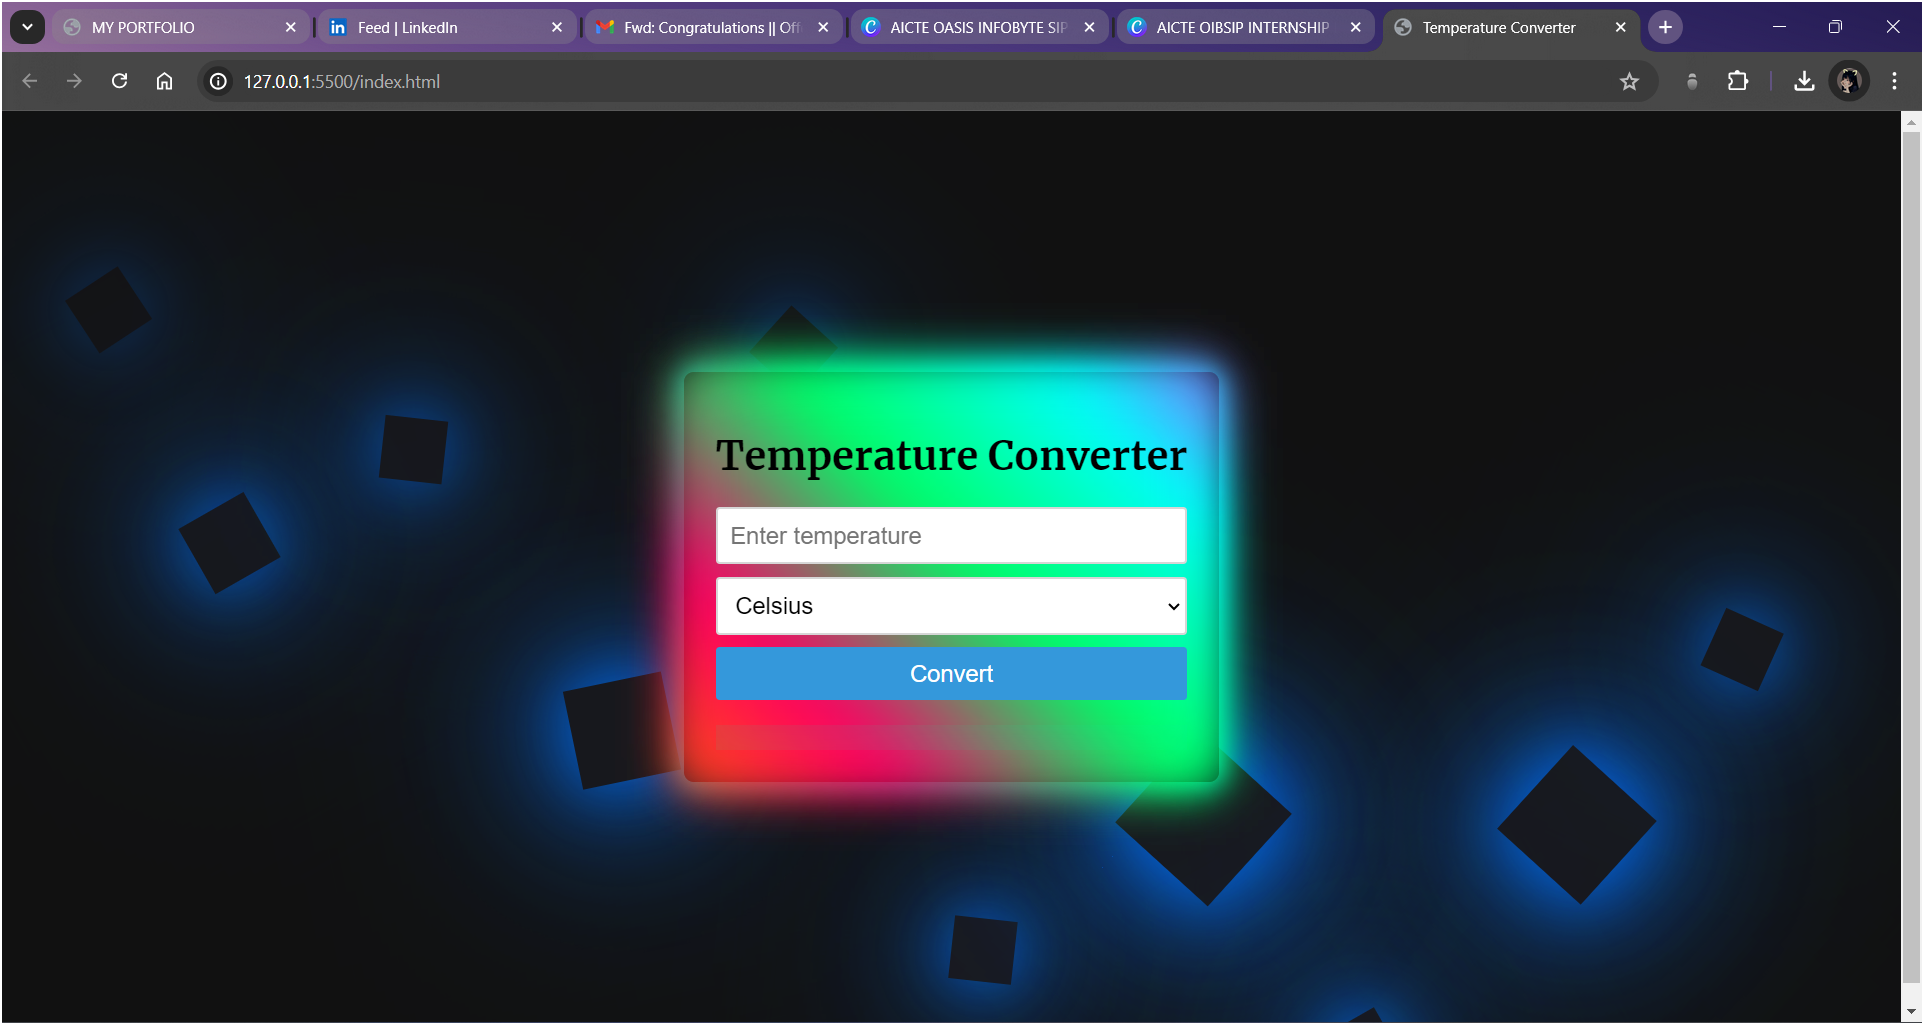 MY PORTFOLIO
Feed | LinkedIn
Fwd: Congratulations || Off
AICTE OASIS INFOBYTE SIP
AICTE OIBSIP INTERNSHIP
Temperature Converter
127.0.0.1:5500/index.html
Temperature Converter
Enter temperature
Celsius
Convert